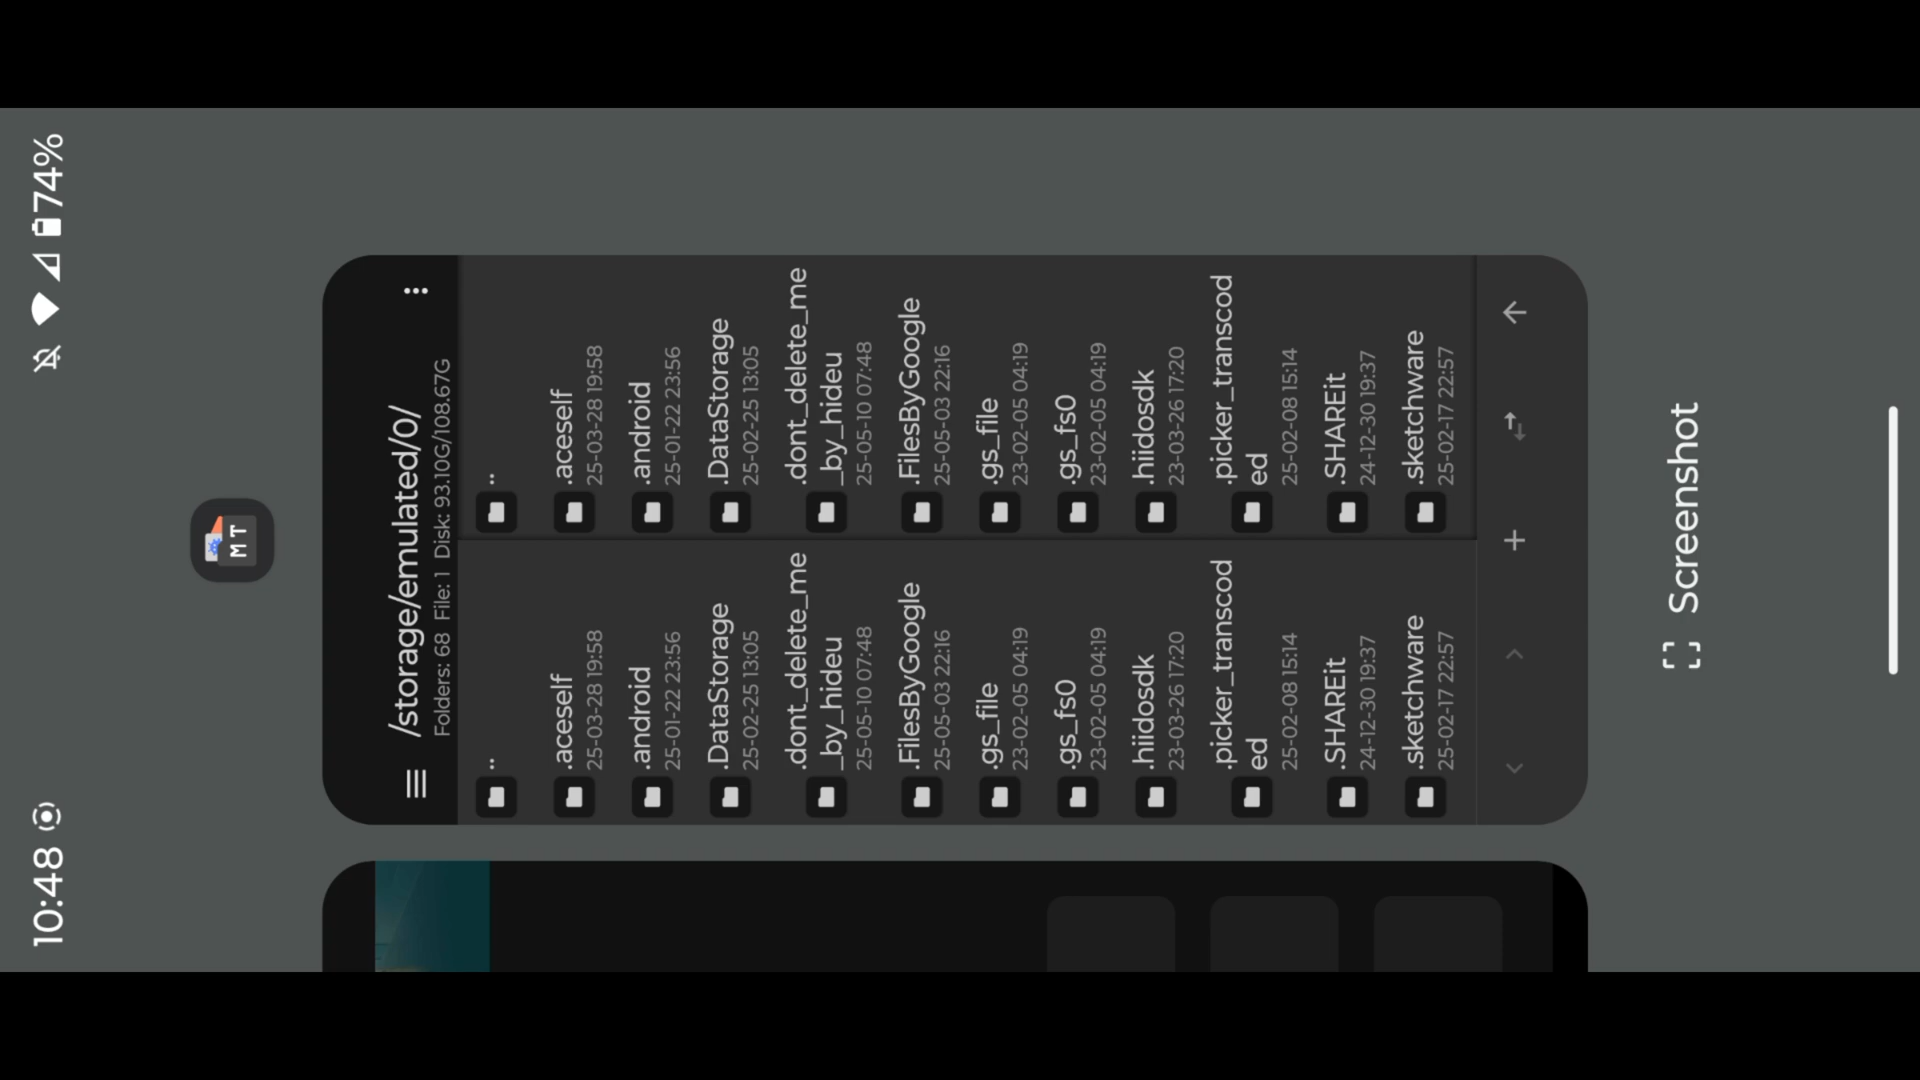 10:48
74%
MT
/storage/emulated/0/
Folders: 68 File: 1 Disk: 93.10G/108.67G
..
.aceself
25-03-28 19:58
.android
25-01-22 23:56
.DataStorage
25-02-25 13:05
.dont_delete_me
_by_hideu
25-05-10 07:48
.FilesByGoogle
25-05-03 22:16
.gs_file
23-02-05 04:19
.gs_fs0
23-02-05 04:19
.hiidosdk
23-03-26 17:20
.picker_transcod
ed
25-02-08 15:14
.SHAREit
24-12-30 19:37
.sketchware
25-02-17 22:57
..
.aceself
25-03-28 19:58
.android
25-01-22 23:56
.DataStorage
25-02-25 13:05
.dont_delete_me
_by_hideu
25-05-10 07:48
.FilesByGoogle
25-05-03 22:16
.gs_file
23-02-05 04:19
.gs_fs0
23-02-05 04:19
.hiidosdk
23-03-26 17:20
.picker_transcod
ed
25-02-08 15:14
.SHAREit
24-12-30 19:37
.sketchware
25-02-17 22:57
Screenshot